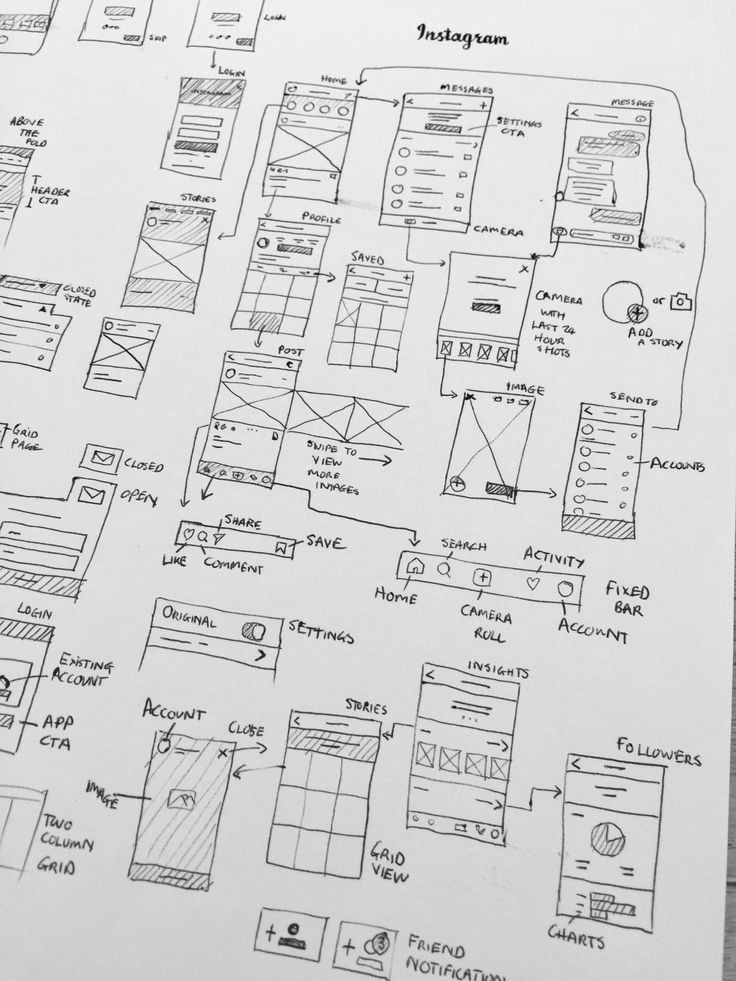 Instagram
SKIP
LOGIN
LOGIN
INSTAGRAM
HOME
MESSAGES
SETTINGS
CTA
MESSAGE
ABOVE
THE
FOLD
HEADER
CTA
STORIES
PROFILE
SAVED
CAMERA
CAMERA
WITH
LAST 24
HOUR
SHOTS
OR
ADD
A STORY
CLOSED
STATE
POST
IMAGE
SEND TO
ACCOUNTS
SWIPE TO
VIEW
MORE
IMAGES
GRID
PAGE
CLOSED
OPEN
SHARE
SAVE
LIKE
COMMENT
SEARCH
ACTIVITY
HOME
CAMERA
ROLL
ACCOUNT
FIXED
BAR
LOGIN
ORIGINAL
SETTINGS
EXISTING
ACCOUNT
APP
CTA
INSIGHTS
ACCOUNT
CLOSE
STORIES
FOLLOWERS
IMAGE
TWO
COLUMN
GRID
GRID
VIEW
CHARTS
3
FRIEND
NOTIFICATION